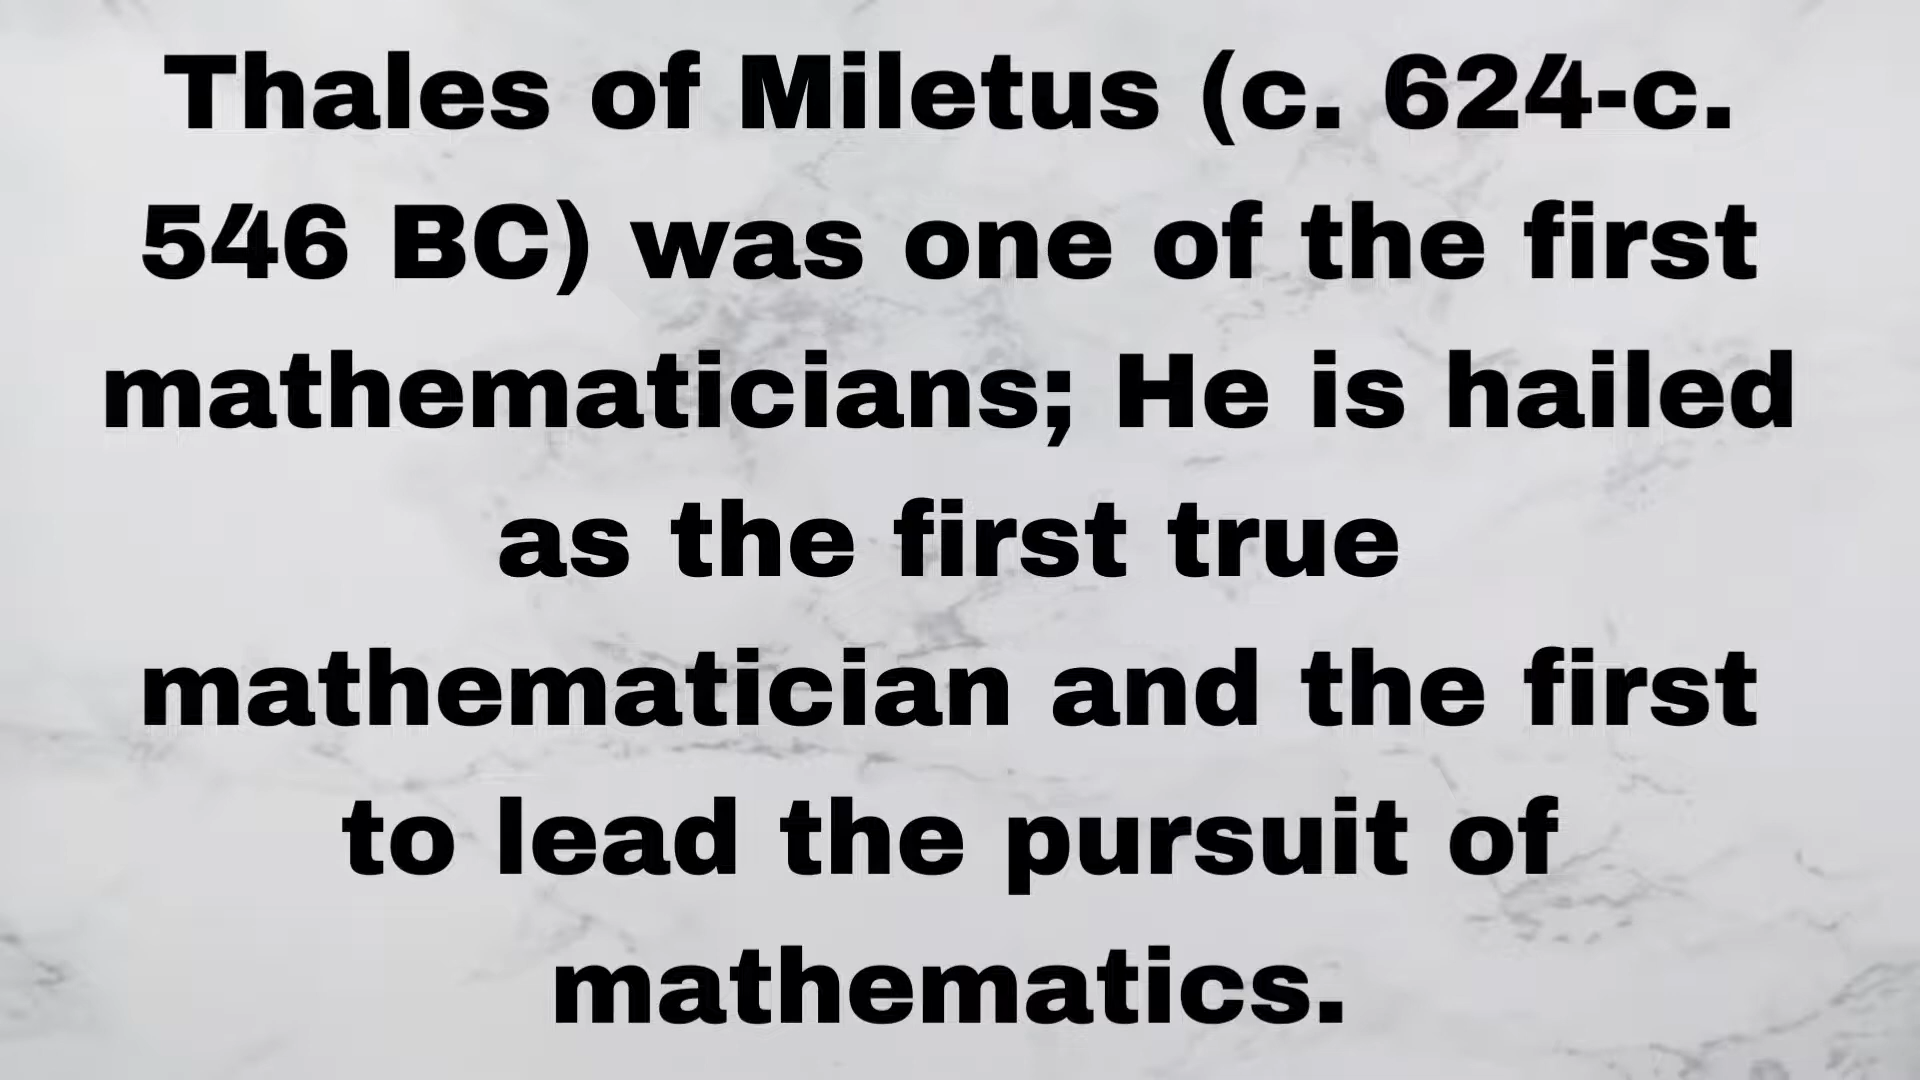 Thales of Miletus (c. 624-c.
546 BC) was one of the first
mathematicians; He is hailed
as the first true
mathematician and the first
to lead the pursuit of
mathematics.